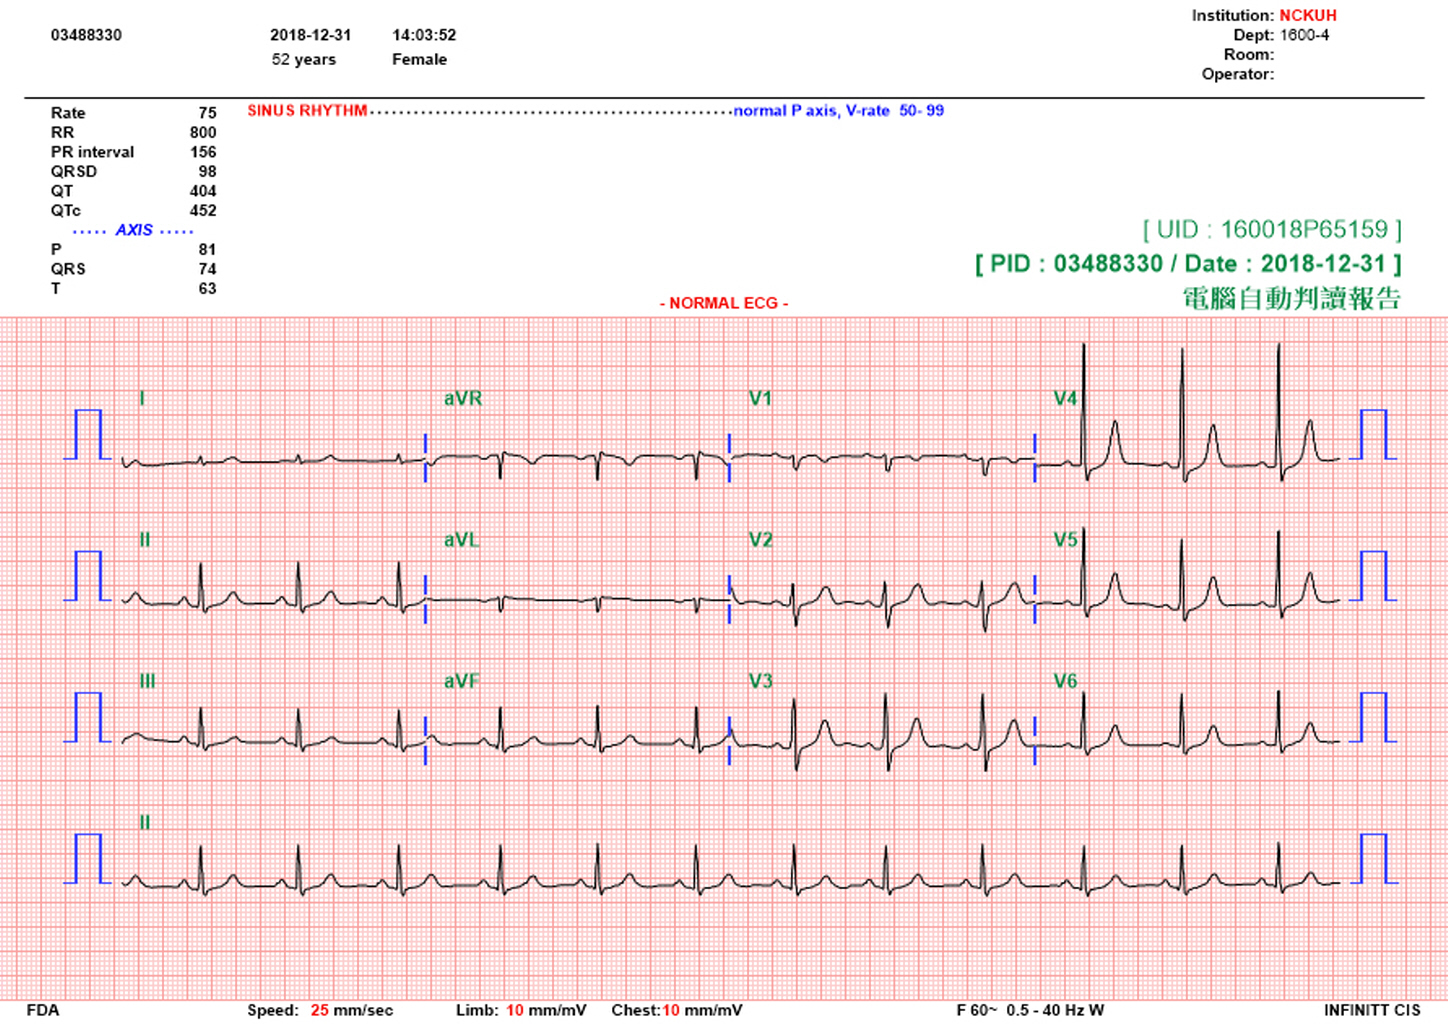 Institution: NCKUH
03488330 2018-12-31 14:03:52 Dept: 1600-4
52 years Female Room:
Operator:
Rate 75 SINUS RHYTHM normal P axis, V-rate 50- 99
RR 800
PR interval 156
QRSD 98
QT 404
QTc 452
..... AXIS .....
P 81
QRS 74
T 63
[ UID : 160018P65159 ]
[ PID : 03488330 / Date : 2018-12-31 ]
電腦自動判讀報告
- NORMAL ECG -
I aVR V1 V4
II aVL V2 V5
III aVF V3 V6
II
FDA Speed: 25 mm/sec Limb: 10 mm/mV Chest:10 mm/mV F 60~ 0.5 - 40 Hz W INFINITT CIS